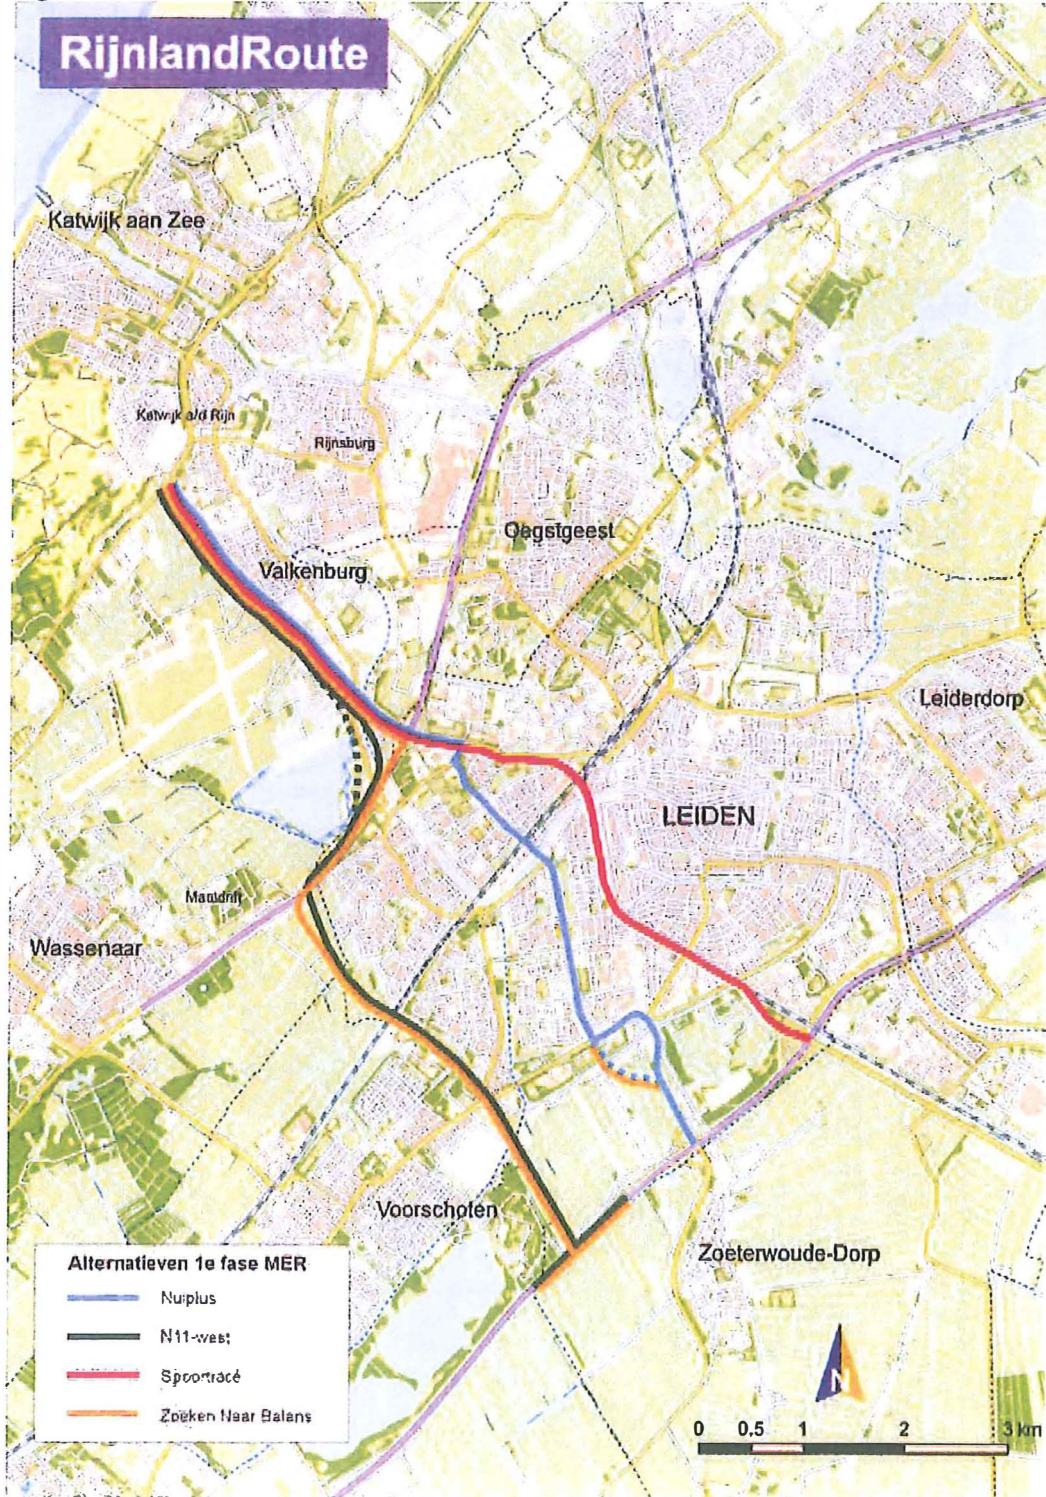 RijnlandRoute
Katwijk aan Zee
Katwijk a/d Rijn
Rijnsburg
Oegstgeest
Valkenburg
Leiderdorp
LEIDEN
Maaldrift
Wassenaar
Voorschoten
Zoeterwoude-Dorp
Alternatieven 1e fase MER
Nulplus
N11-west
Spoortracé
Zoeken Naar Balans
N
0 0.5 1 2 3 km